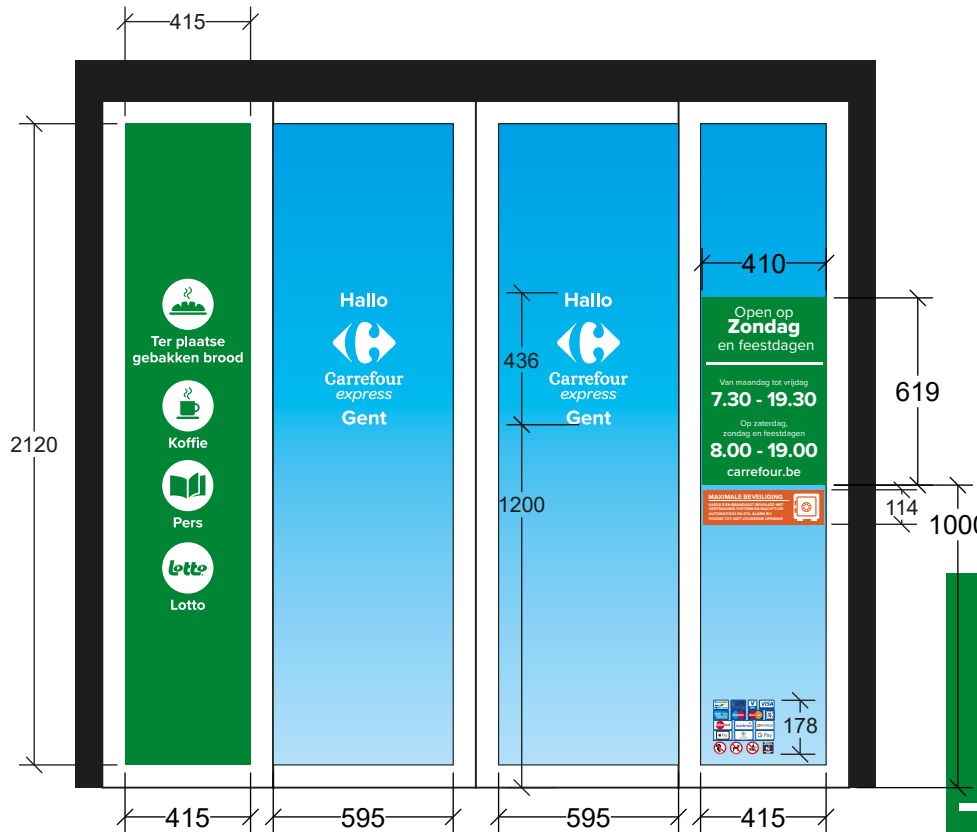 415
2120
Ter plaatse
gebakken brood
Koffie
Pers
Lotto
Lotto
Hallo
Carrefour
express
Gent
Hallo
Carrefour
express
Gent
436
1200
410
Open op
Zondag
en feestdagen
Van maandag tot vrijdag
7.30 - 19.30
Op zaterdag,
zondag en feestdagen
8.00 - 19.00
carrefour.be
619
MAXIMALE BEVEILIGING
114
1000
VISA
G Pay
178
415
595
595
415